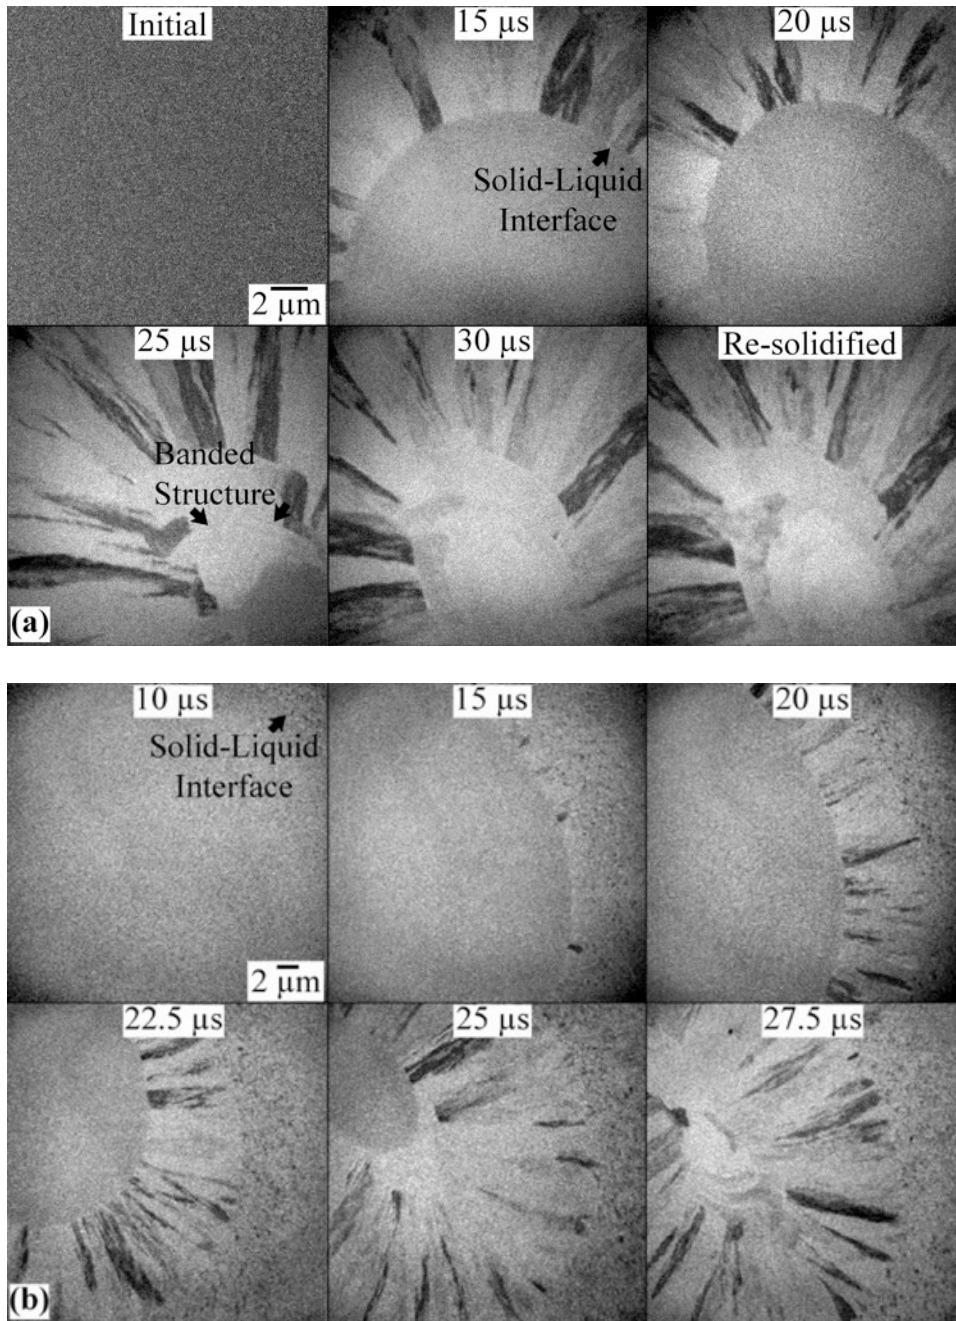 Initial
15 µs
20 µs
Solid-Liquid
Interface
2 µm
25 µs
30 µs
Re-solidified
Banded
Structure
(a)
10 µs
15 µs
20 µs
Solid-Liquid
Interface
2 µm
22.5 µs
25 µs
27.5 µs
(b)